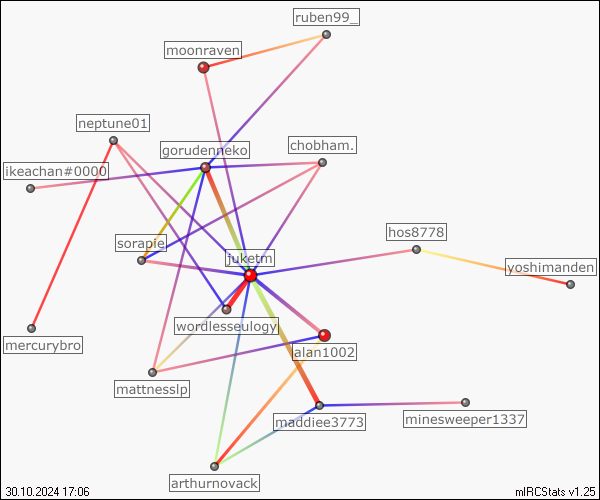 ruben99_
moonraven
neptune01
gorudenneko
chobham.
ikeachan#0000
hos8778
sorapie
juketm
yoshimanden
wordlesseulogy
mercurybro
alan1002
mattnesslp
maddiee3773
minesweeper1337
arthurnovack
30.10.2024 17:06
mIRCStats v1.25